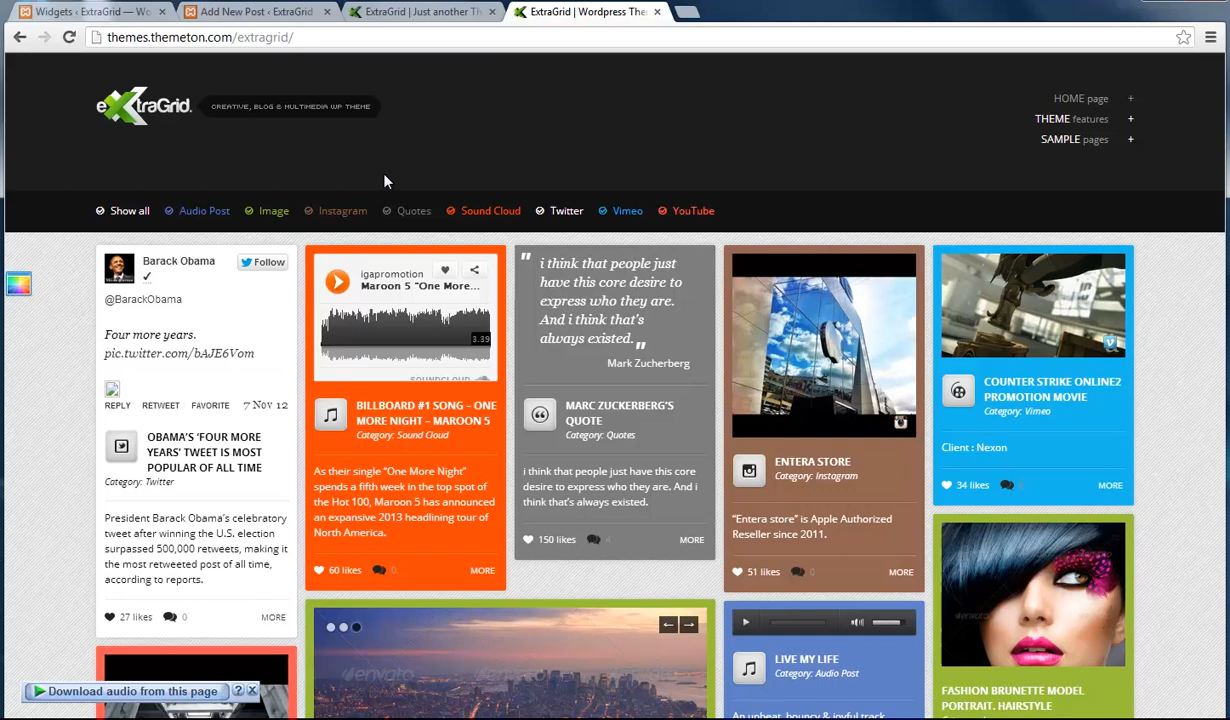 Widgets ‹ ExtraGrid — Wo
Add New Post ‹ ExtraGrid
ExtraGrid | Just another Th
ExtraGrid | Wordpress The
themes.themeton.com/extragrid/
eXtraGrid.
CREATIVE, BLOG & MULTIMEDIA WP THEME
HOME page +
THEME features +
SAMPLE pages +
Show all
Audio Post
Image
Instagram
Quotes
Sound Cloud
Twitter
Vimeo
YouTube
Barack Obama
✓
Follow
@BarackObama
Four more years.
pic.twitter.com/bAJE6Vom
REPLY RETWEET FAVORITE 7 Nov 12
OBAMA'S 'FOUR MORE
YEARS' TWEET IS MOST
POPULAR OF ALL TIME
Category: Twitter
President Barack Obama's celebratory
tweet after winning the U.S. election
surpassed 500,000 retweets, making it
the most retweeted post of all time,
according to reports.
27 likes 0 MORE
igapromotion
Maroon 5 "One More...
3.39
SOUNDCLOUD
BILLBOARD #1 SONG – ONE
MORE NIGHT – MAROON 5
Category: Sound Cloud
As their single “One More Night”
spends a fifth week in the top spot of
the Hot 100, Maroon 5 has announced
an expansive 2013 headlining tour of
North America.
60 likes 0 MORE
" i think that people just
have this core desire to
express who they are.
And i think that's
always existed. "
Mark Zucherberg
MARC ZUCKERBERG'S
QUOTE
Category: Quotes
i think that people just have this core
desire to express who they are. And i
think that's always existed.
150 likes 4 MORE
ENTERA STORE
Category: Instagram
“Entera store” is Apple Authorized
Reseller since 2011.
51 likes 0 MORE
COUNTER STRIKE ONLINE2
PROMOTION MOVIE
Category: Vimeo
Client : Nexon
34 likes MORE
envato
LIVE MY LIFE
Category: Audio Post
An upbeat, bouncy & joyful track
FASHION BRUNETTE MODEL
PORTRAIT. HAIRSTYLE
Download audio from this page ?